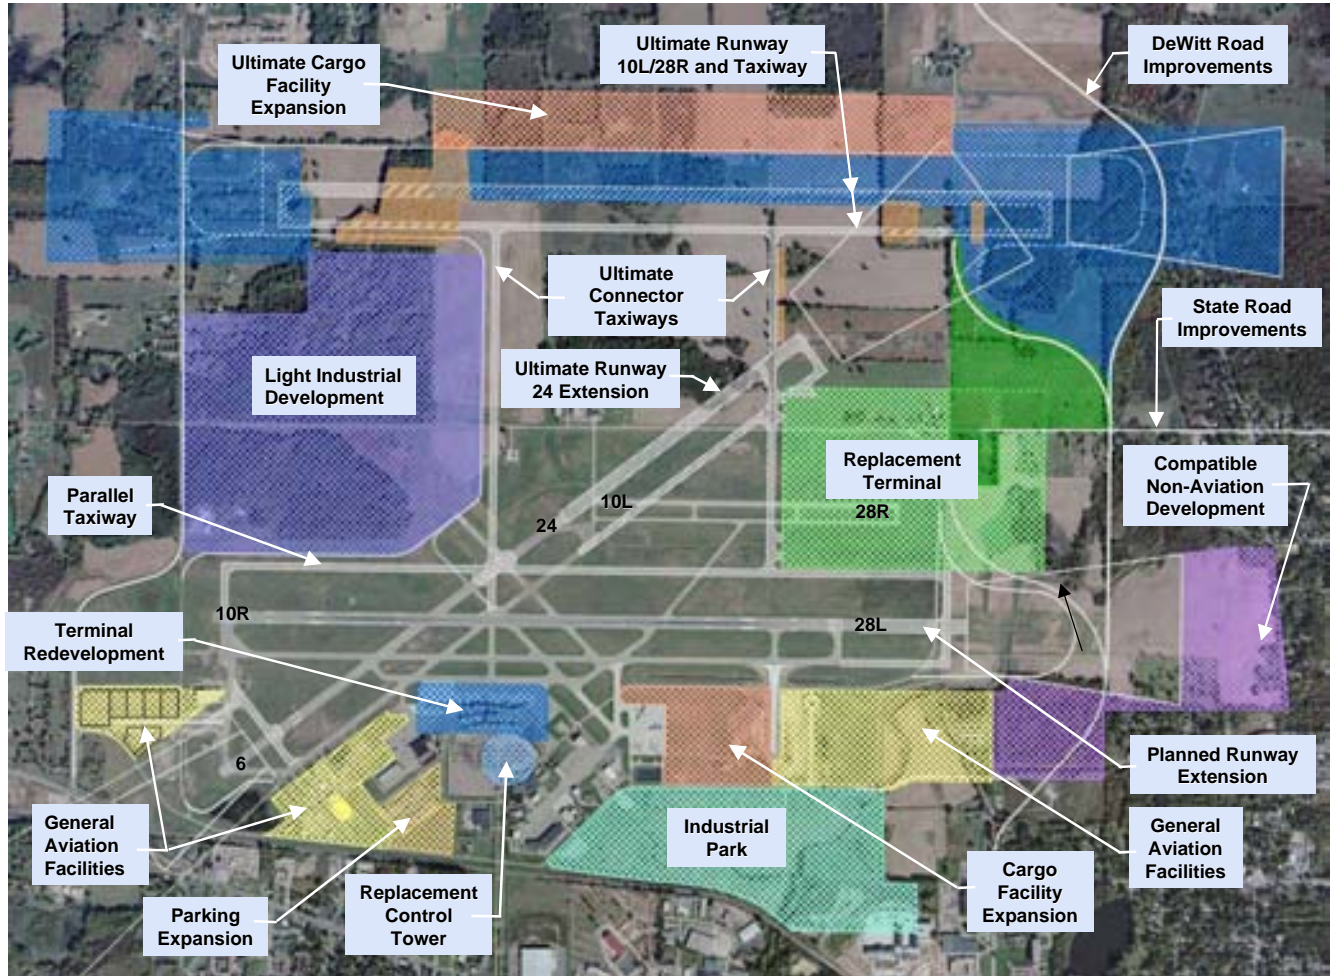 Ultimate Cargo
Facility
Expansion
Ultimate Runway
10L/28R and Taxiway
DeWitt Road
Improvements
Ultimate
Connector
Taxiways
State Road
Improvements
Light Industrial
Development
Ultimate Runway
24 Extension
Replacement
Terminal
Compatible
Non-Aviation
Development
Parallel
Taxiway
10L
24
28R
10R
28L
Terminal
Redevelopment
6
Planned Runway
Extension
General
Aviation
Facilities
Industrial
Park
General
Aviation
Facilities
Cargo
Facility
Expansion
Parking
Expansion
Replacement
Control
Tower